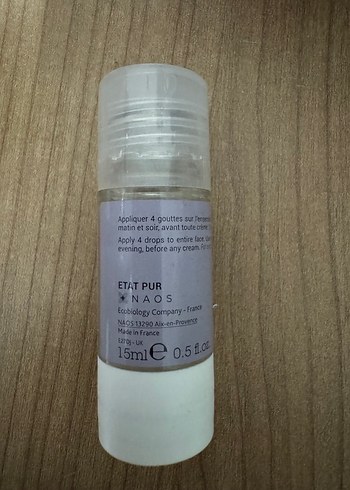 Appliquer 4 gouttes sur l'ensemble
matin et soir, avant toute crème
Apply 4 drops to entire face.
evening, before any cream.
ETAT PUR
NAOS
Ecobiology Company - France
NAOS 13290 Aix-en-Provence
Made in France
15ml e 0.5 fl.oz